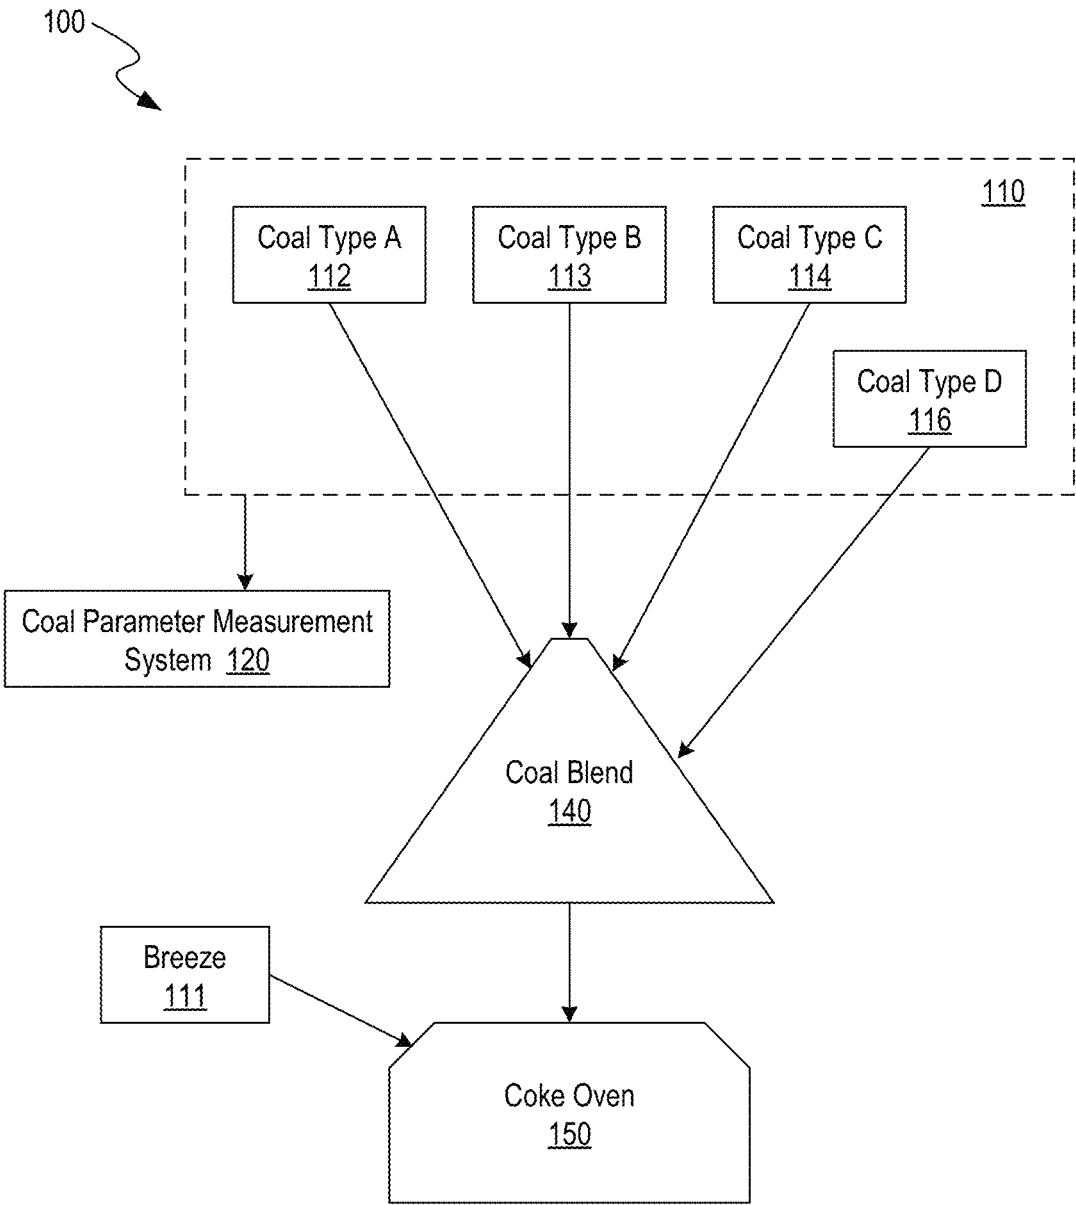 100
110
Coal Type A
112
Coal Type B
113
Coal Type C
114
Coal Type D
116
Coal Parameter Measurement
System 120
Coal Blend
140
Breeze
111
Coke Oven
150